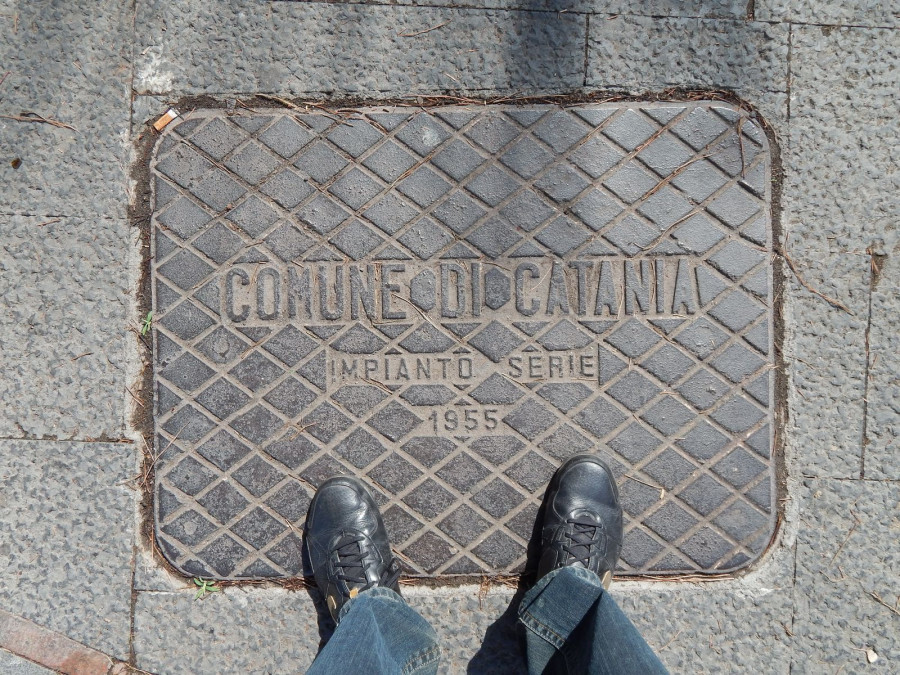 COMUNE DI CATANIA
IMPIANTO SERIE
1955